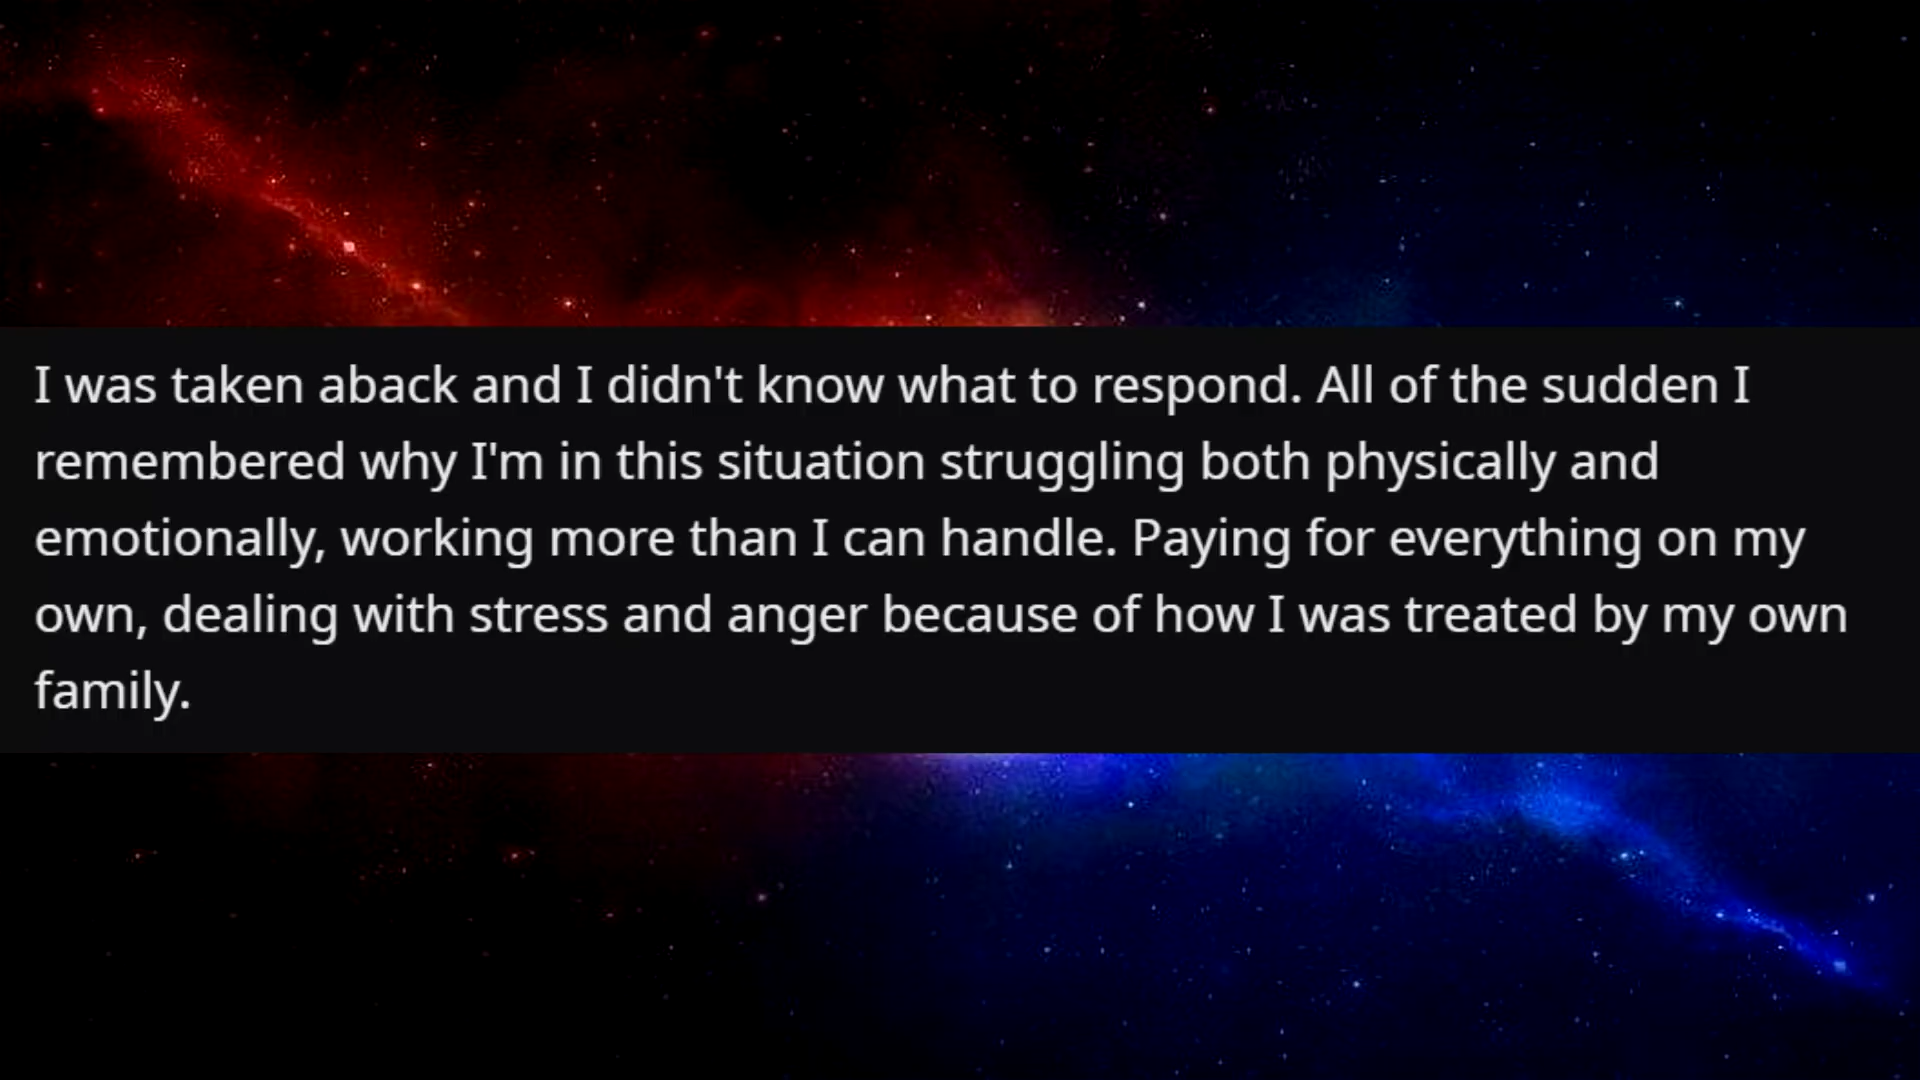 I was taken aback and I didn't know what to respond. All of the sudden I
remembered why I'm in this situation struggling both physically and
emotionally, working more than I can handle. Paying for everything on my
own, dealing with stress and anger because of how I was treated by my own
family.